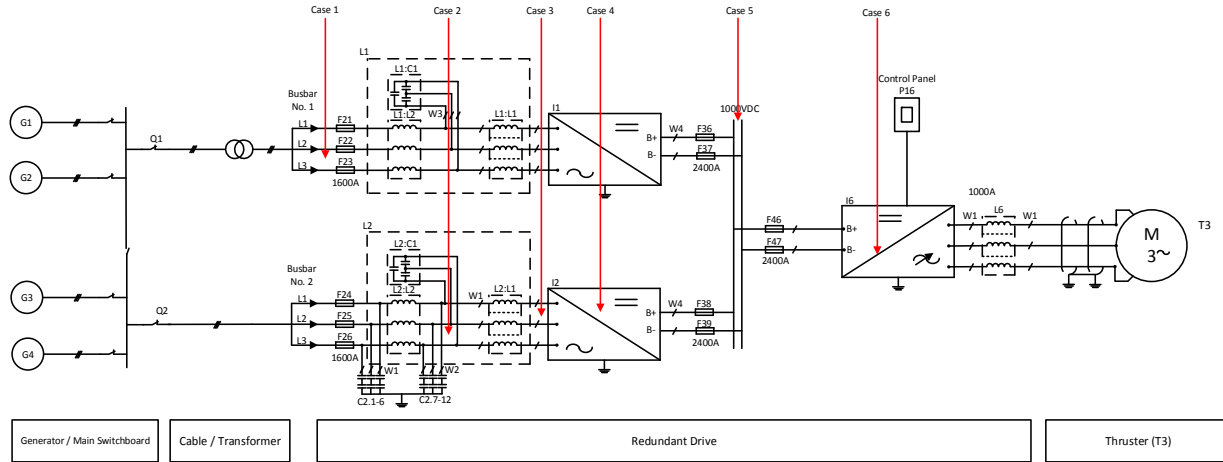 Case 1
Case 2
Case 3
Case 4
Case 5
Case 6
L1
L1:C1
Control Panel
P16
Busbar
No. 1
W3
1000VDC
G1
L1
F21
L1:L2
L1:L1
I1
Q1
L2
F22
B+
W4
F36
L3
F23
B-
F37
1600A
2400A
G2
1000A
I6
L6
W1
W1
T3
F46
B+
M
3~
F47
B-
2400A
L2
L2:C1
Busbar
No. 2
G3
L1
F24
L2:L2
W1
L2:L1
I2
Q2
L2
F25
B+
W4
F38
L3
F26
B-
F39
1600A
2400A
G4
W1
W2
C2.1-6
C2.7-12
Generator / Main Switchboard
Cable / Transformer
Redundant Drive
Thruster (T3)